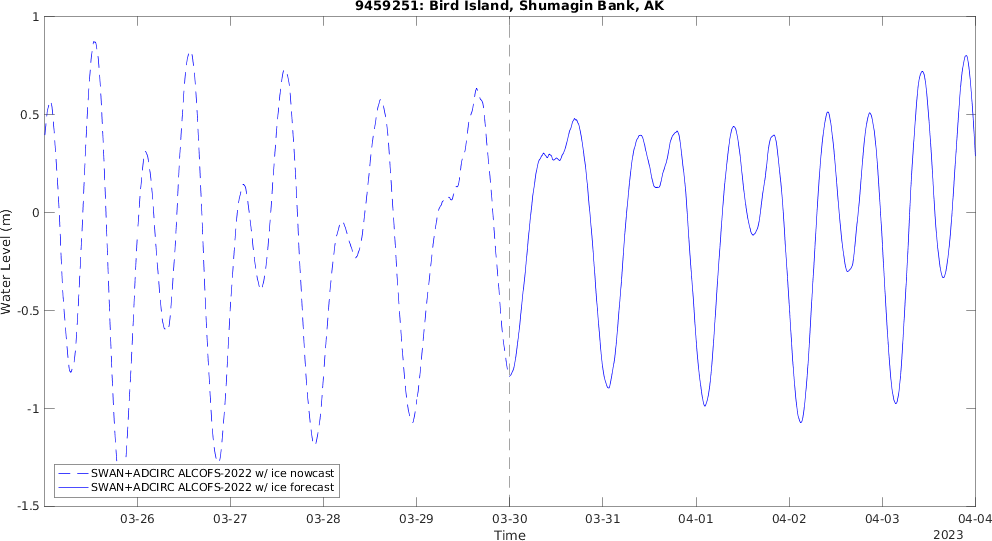 9459251: Bird Island, Shumagin Bank, AK
Water Level (m)
1
0.5
0
-0.5
-1
-1.5
SWAN+ADCIRC ALCOFS-2022 w/ ice nowcast
SWAN+ADCIRC ALCOFS-2022 w/ ice forecast
03-26 03-27 03-28 03-29 03-30 03-31 04-01 04-02 04-03 04-04
Time
2023